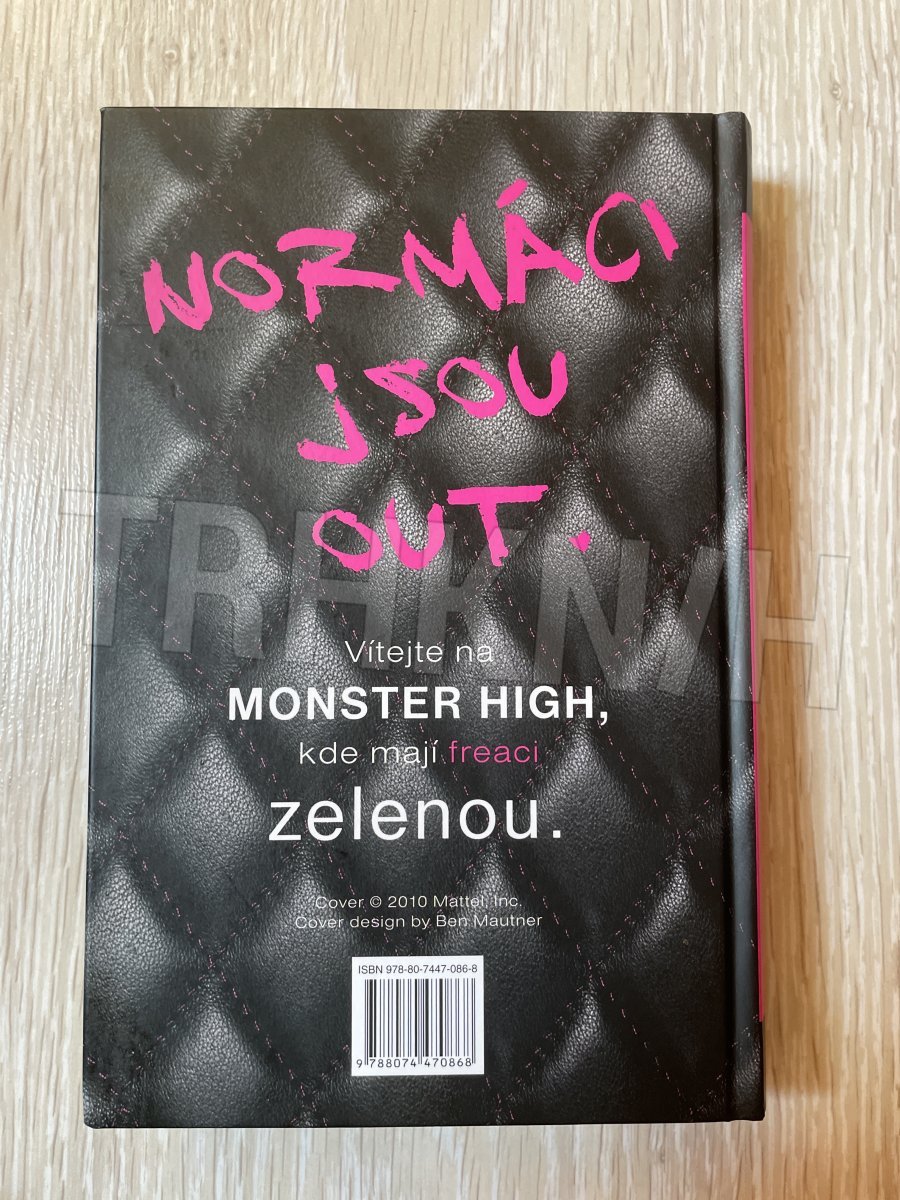 NORMÁCI
JSOU
OUT.
TRHKNIH
Vítejte na
MONSTER HIGH,
kde mají freaci
zelenou.
Cover © 2010 Mattel, Inc.
Cover design by Ben Mautner
ISBN 978-80-7447-086-8
9 788074 470868